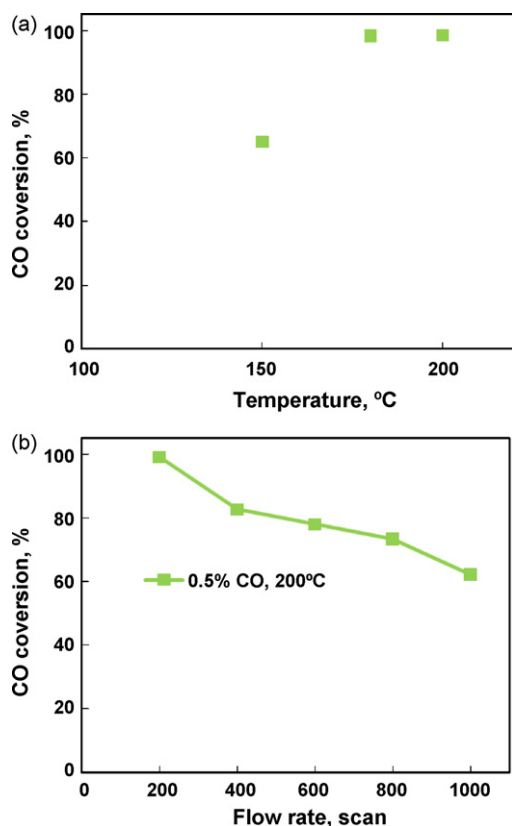 (a)
100
80
60
40
20
0
CO coversion, %
100 150 200
Temperature, ºC
(b)
100
80
60
40
20
0
CO coversion, %
0.5% CO, 200ºC
0 200 400 600 800 1000
Flow rate, scan